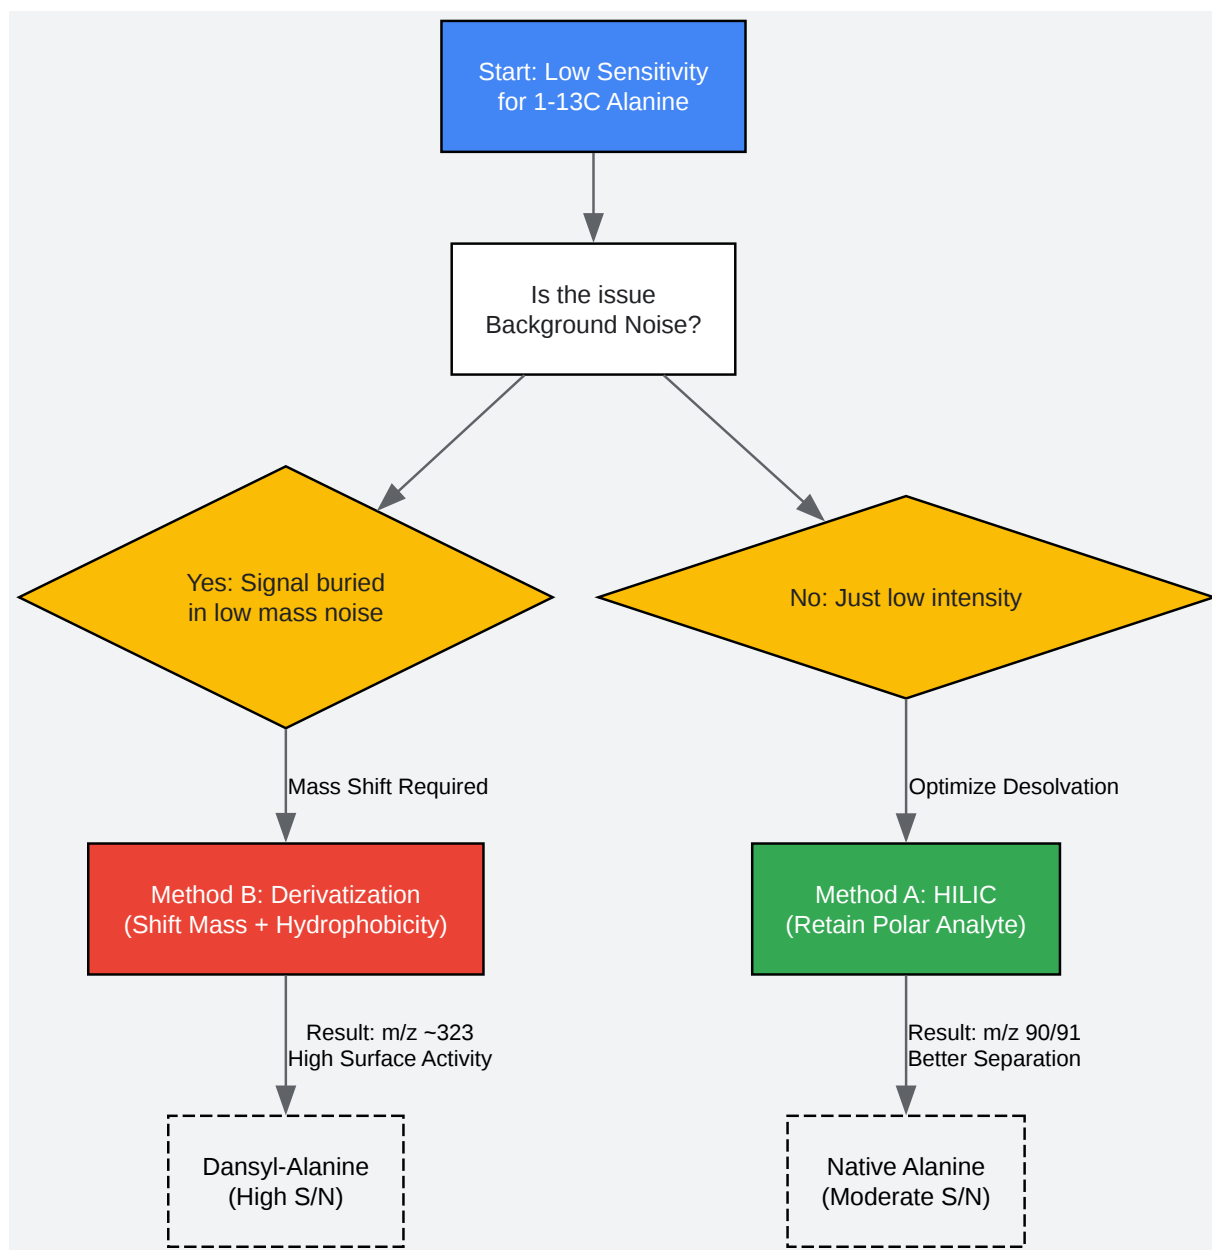 Start: Low Sensitivity
for 1-13C Alanine
Is the issue
Background Noise?
Yes: Signal buried
in low mass noise
No: Just low intensity
Mass Shift Required
Optimize Desolvation
Method B: Derivatization
(Shift Mass + Hydrophobicity)
Method A: HILIC
(Retain Polar Analyte)
Result: m/z ~323
High Surface Activity
Result: m/z 90/91
Better Separation
Dansyl-Alanine
(High S/N)
Native Alanine
(Moderate S/N)